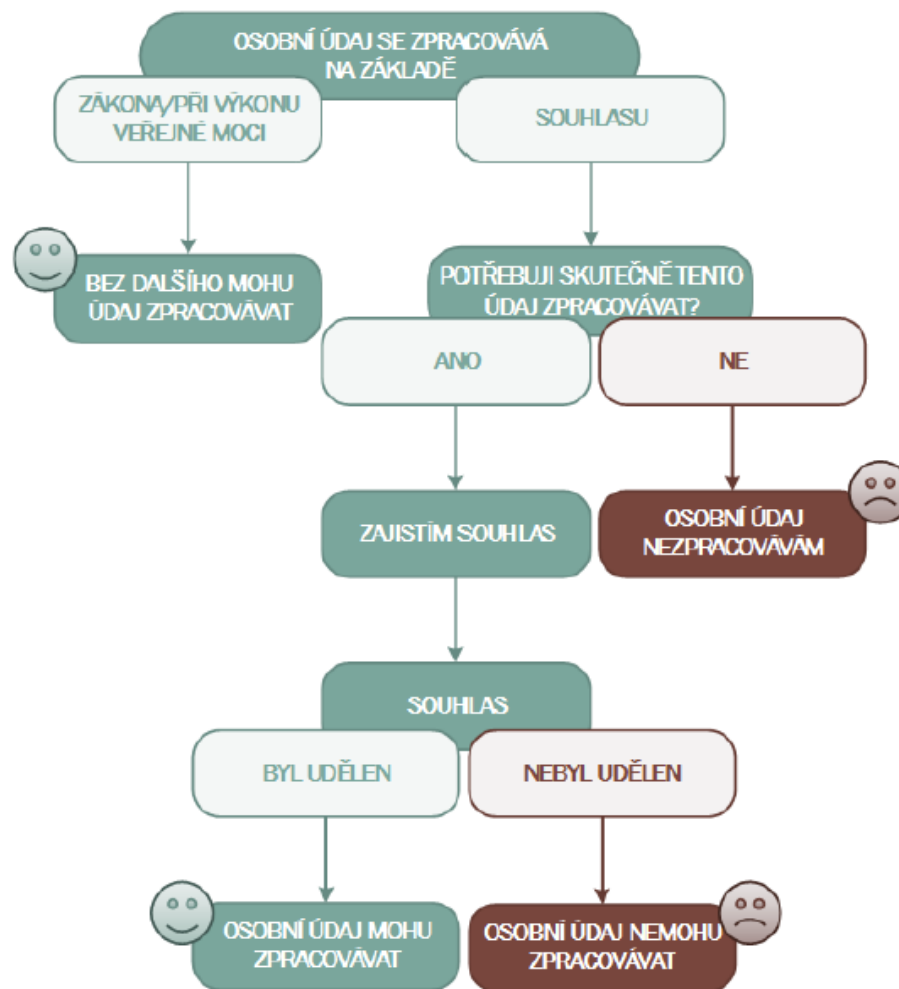 OSOBNÍ ÚDAJ SE ZPRACOVÁVÁ
NA ZÁKLADĚ
ZÁKONA/PŘI VÝKONU
VEŘEJNÉ MOCI
SOUHLASU
BEZ DALŠÍHO MOHU
ÚDAJ ZPRACOVÁVAT
POTŘEBUJI SKUTEČNĚ TENTO
ÚDAJ ZPRACOVÁVAT?
ANO
NE
ZAJISTÍM SOUHLAS
OSOBNÍ ÚDAJ
NEZPRACOVÁVÁM
SOUHLAS
BYL UDĚLEN
NEBYL UDĚLEN
OSOBNÍ ÚDAJ MOHU
ZPRACOVÁVAT
OSOBNÍ ÚDAJ NEMOHU
ZPRACOVÁVAT